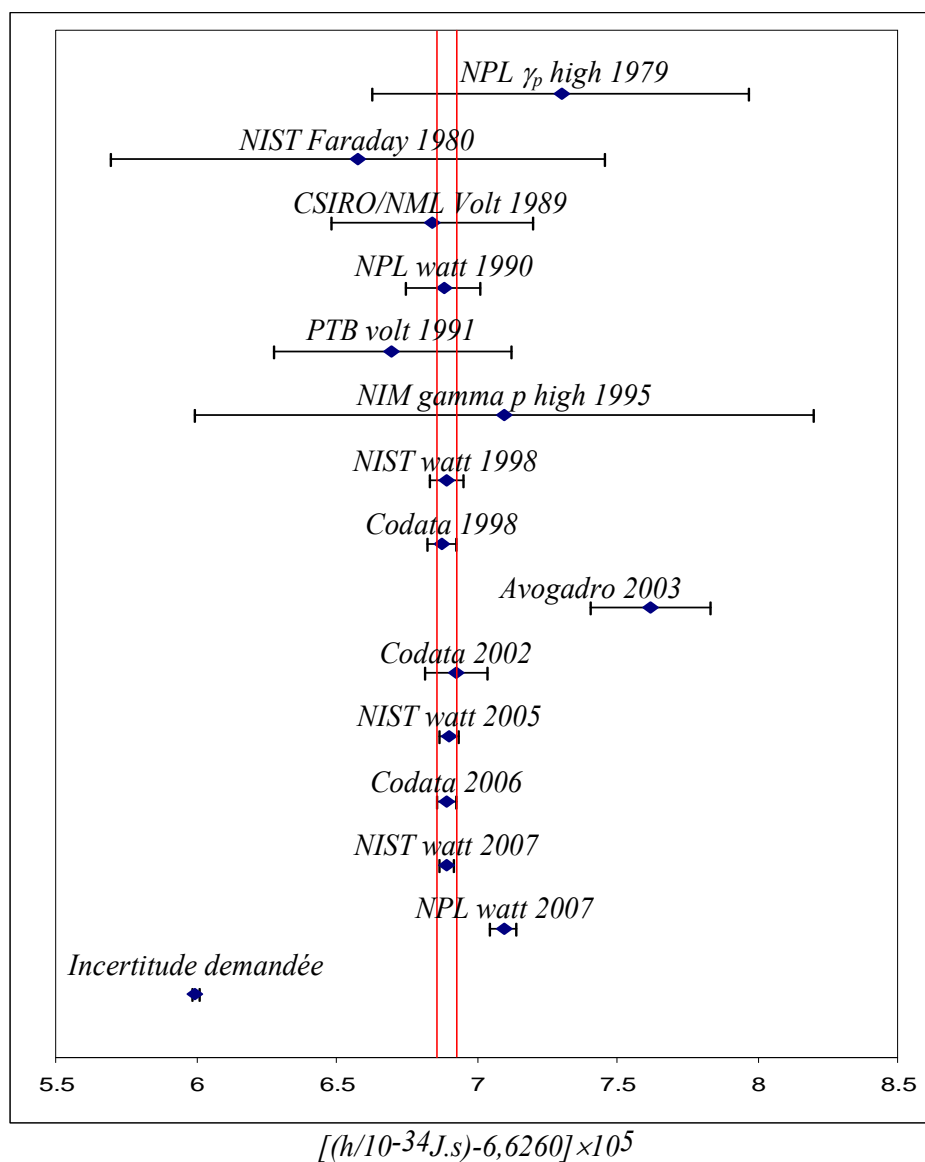 NPL γp high 1979
NIST Faraday 1980
CSIRO/NML Volt 1989
NPL watt 1990
PTB volt 1991
NIM gamma p high 1995
NIST watt 1998
Codata 1998
Avogadro 2003
Codata 2002
NIST watt 2005
Codata 2006
NIST watt 2007
NPL watt 2007
Incertitude demandée
5.5 6 6.5 7 7.5 8 8.5
[(h/10⁻³⁴J.s)-6,6260]×10⁵